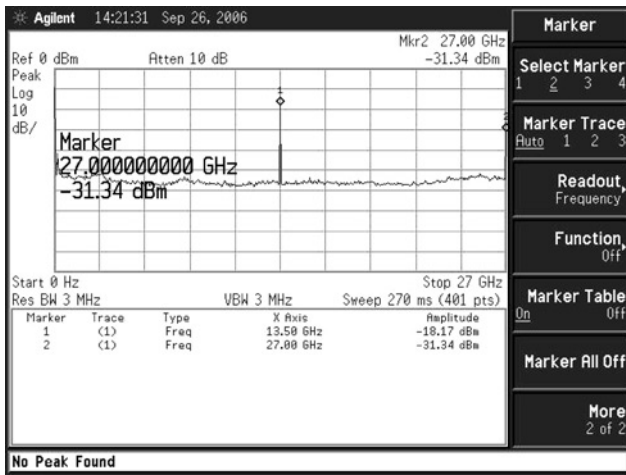 Agilent 14:21:31 Sep 26, 2006
Mkr2 27.00 GHz
Ref 0 dBm Atten 10 dB -31.34 dBm
Peak
Log
10
dB/
1
2
Marker
27.000000000 GHz
-31.34 dBm
Start 0 Hz Stop 27 GHz
Res BW 3 MHz VBW 3 MHz Sweep 270 ms (401 pts)
Marker Trace Type X Axis Amplitude
1 (1) Freq 13.50 GHz -18.17 dBm
2 (1) Freq 27.00 GHz -31.34 dBm
No Peak Found
Marker
Select Marker
1 2 3 4
Marker Trace
Auto 1 2 3
Readout
Frequency
Function
Off
Marker Table
On Off
Marker All Off
More
2 of 2